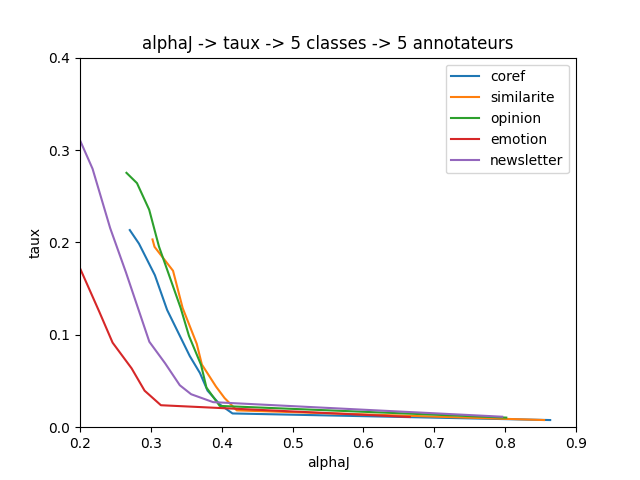 alphaJ -> taux -> 5 classes -> 5 annotateurs
0.4
0.3
0.2
0.1
0.0
taux
coref
similarite
opinion
emotion
newsletter
0.2 0.3 0.4 0.5 0.6 0.7 0.8 0.9
alphaJ